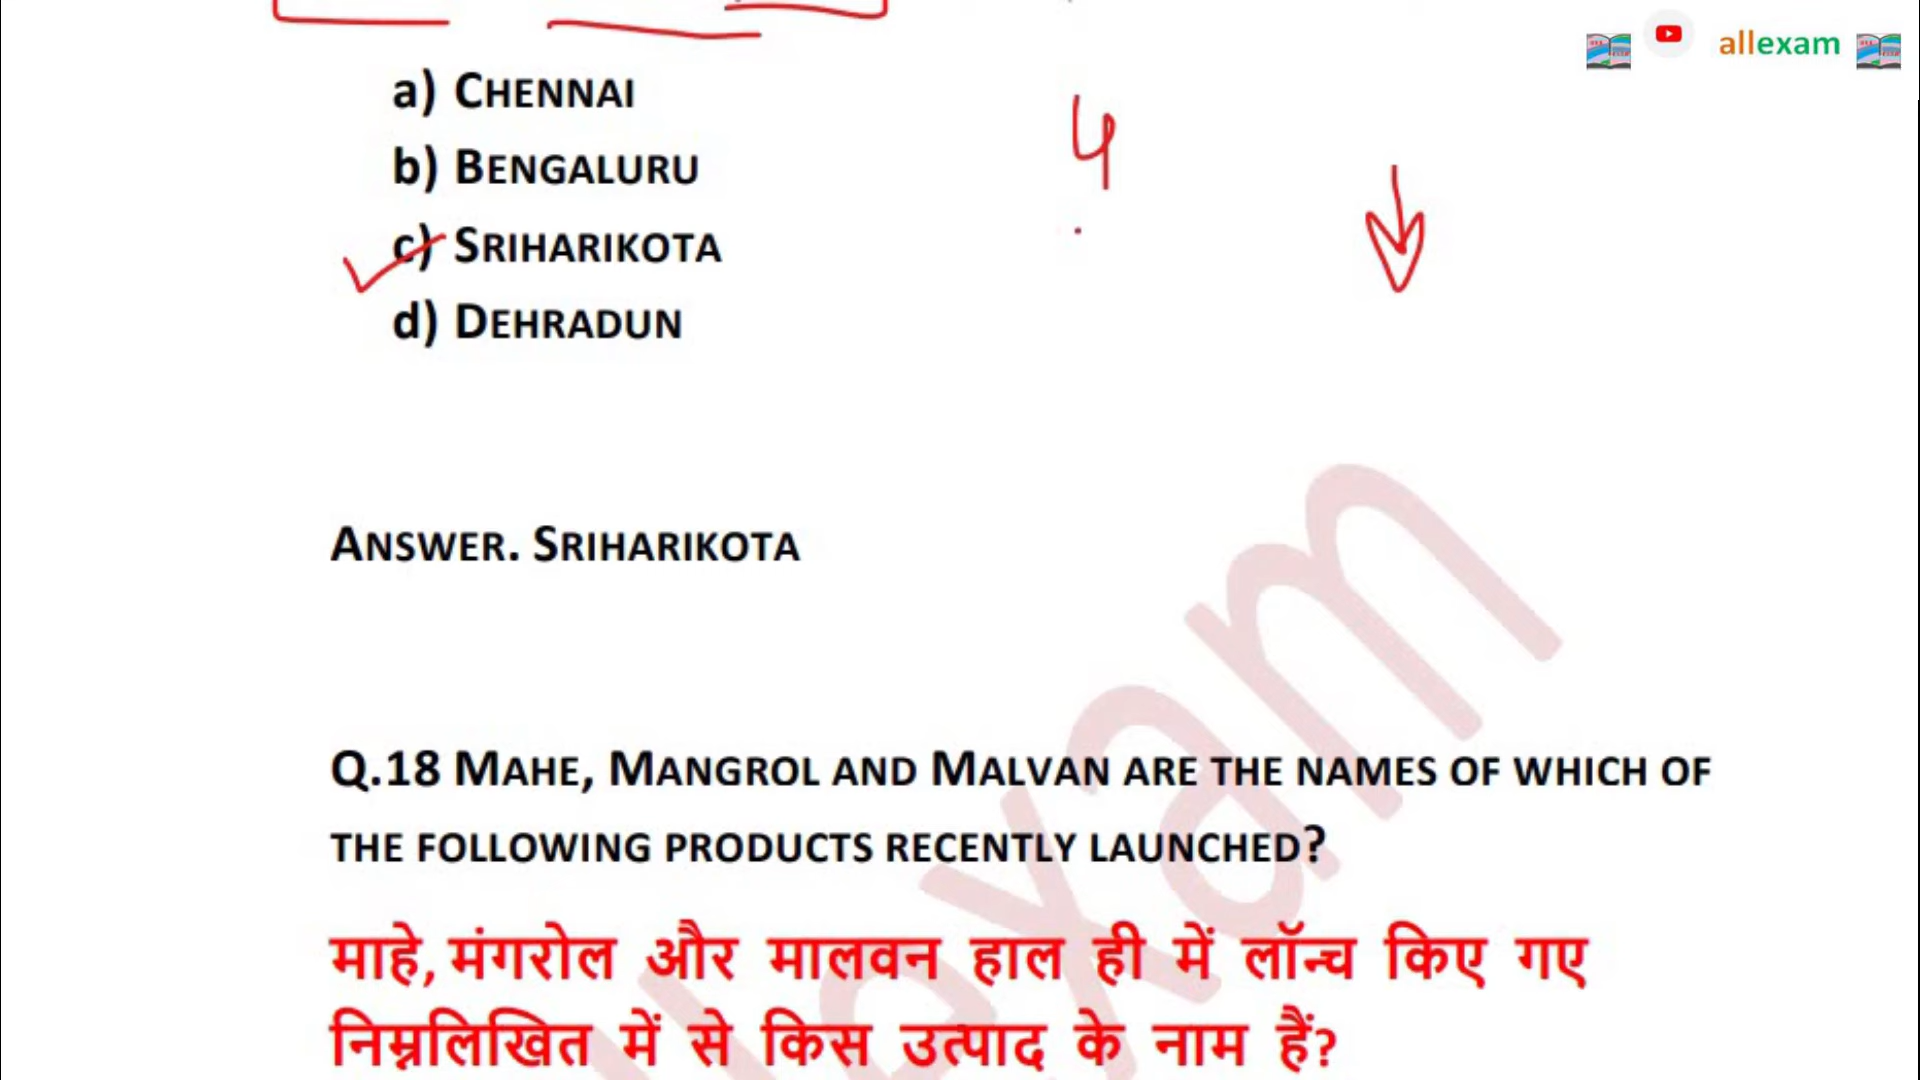 allexam
a) CHENNAI
4
b) BENGALURU
c) SRIHARIKOTA
d) DEHRADUN
ANSWER. SRIHARIKOTA
Q.18 MAHE, MANGROL AND MALVAN ARE THE NAMES OF WHICH OF
THE FOLLOWING PRODUCTS RECENTLY LAUNCHED?
माहे, मंगरोल और मालवन हाल ही में लॉन्च किए गए
निम्नलिखित में से किस उत्पाद के नाम हैं?
exam